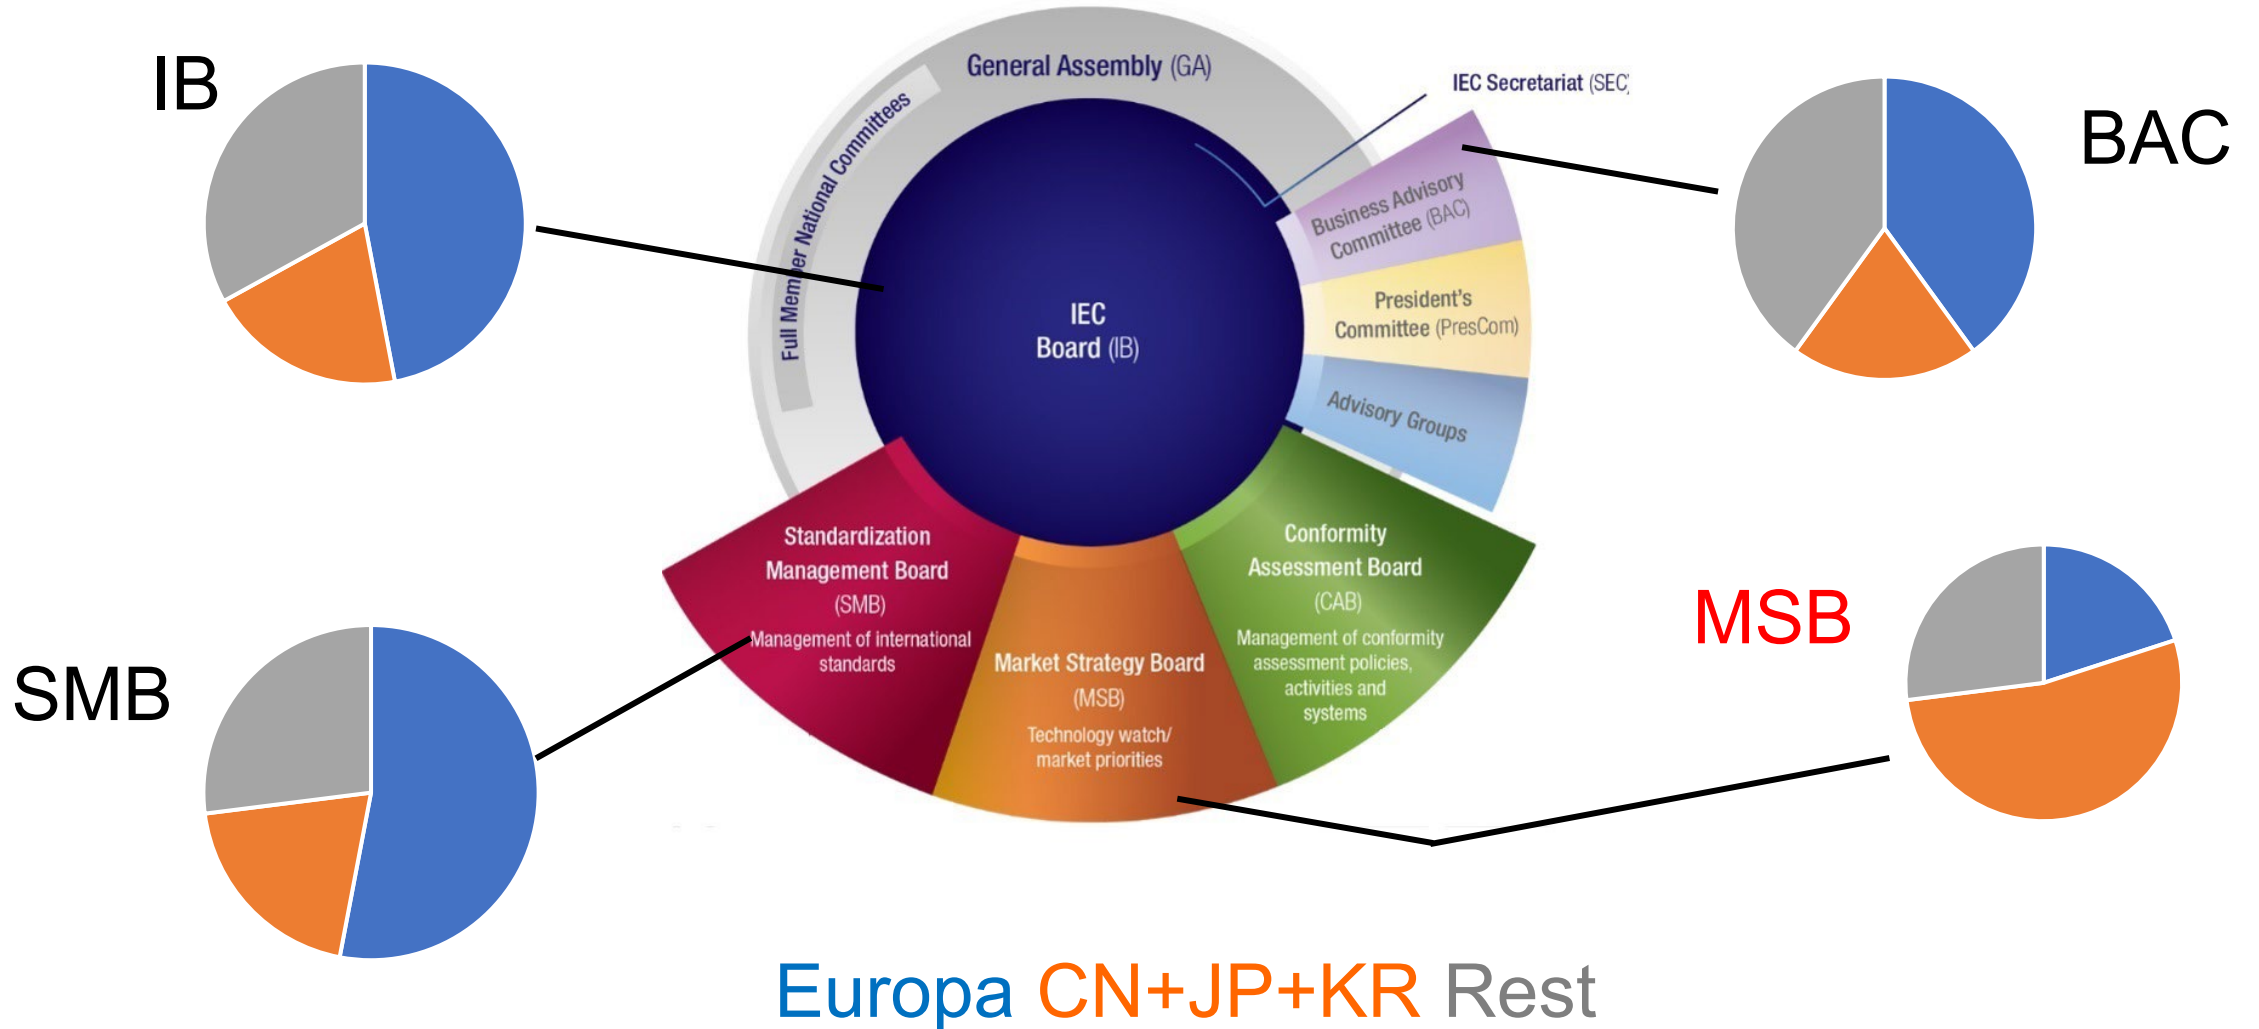 IB
General Assembly (GA)
Full Member National Committees
IEC Secretariat (SEC)
BAC
Business Advisory
Committee (BAC)
President's
Committee (PresCom)
Advisory Groups
IEC
Board (IB)
Standardization
Management Board
(SMB)
Management of international
standards
Market Strategy Board
(MSB)
Technology watch/
market priorities
Conformity
Assessment Board
(CAB)
Management of conformity
assessment policies,
activities and
systems
SMB
MSB
Europa CN+JP+KR Rest